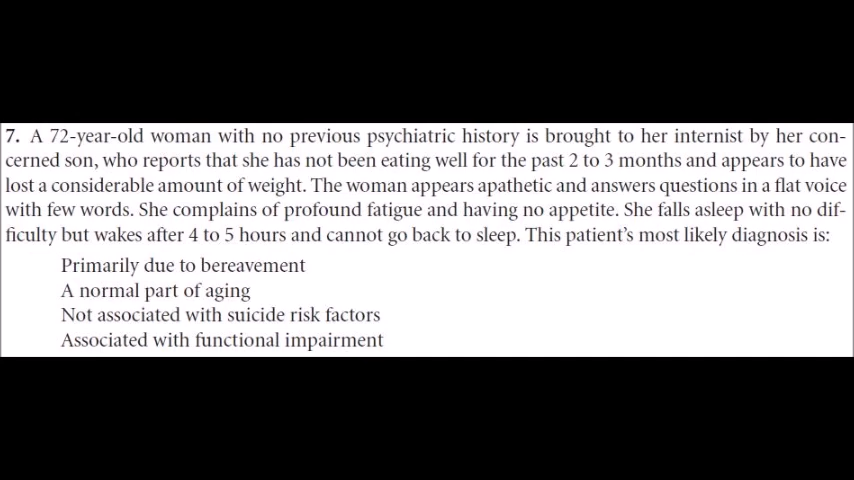 7. A 72-year-old woman with no previous psychiatric history is brought to her internist by her con-
cerned son, who reports that she has not been eating well for the past 2 to 3 months and appears to have
lost a considerable amount of weight. The woman appears apathetic and answers questions in a flat voice
with few words. She complains of profound fatigue and having no appetite. She falls asleep with no dif-
ficulty but wakes after 4 to 5 hours and cannot go back to sleep. This patient’s most likely diagnosis is:
Primarily due to bereavement
A normal part of aging
Not associated with suicide risk factors
Associated with functional impairment